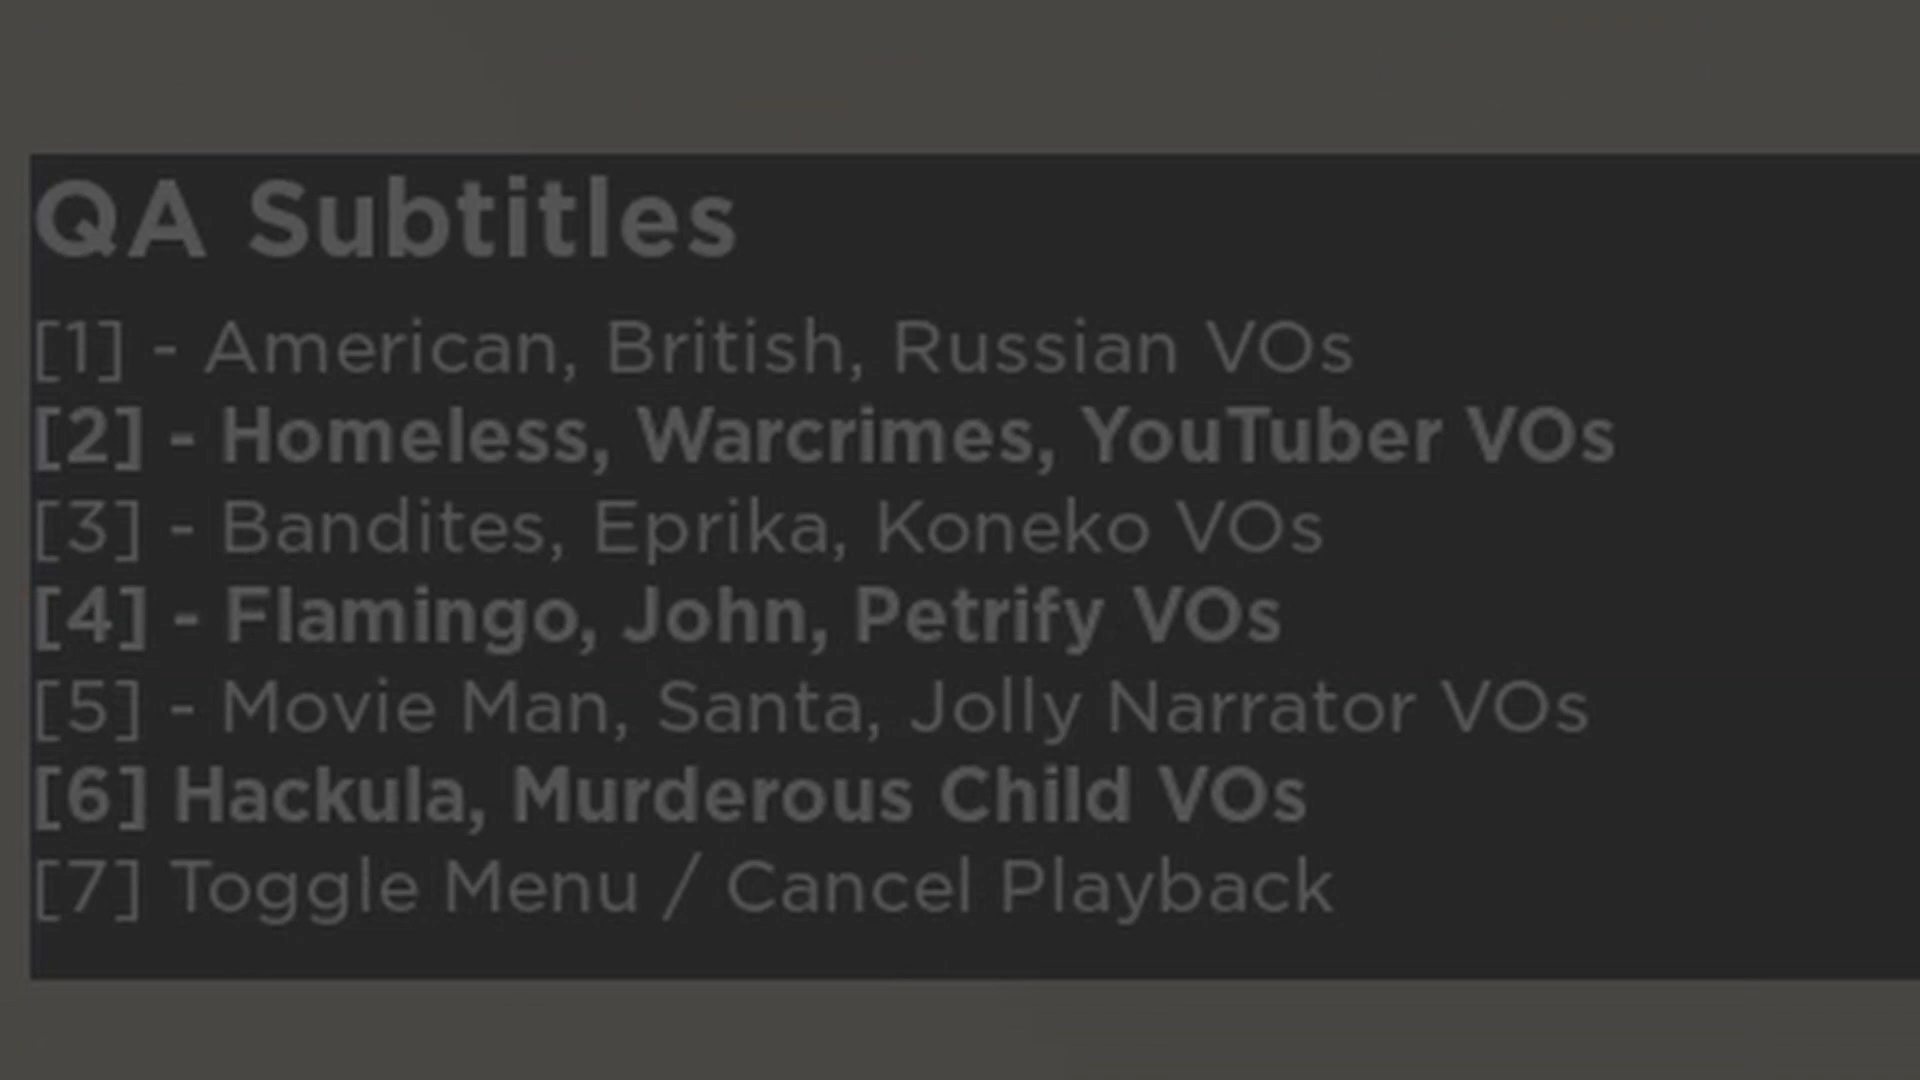 QA Subtitles
[1] - American, British, Russian VOs
[2] - Homeless, Warcrimes, YouTuber VOs
[3] - Bandites, Eprika, Koneko VOs
[4] - Flamingo, John, Petrify VOs
[5] - Movie Man, Santa, Jolly Narrator VOs
[6] Hackula, Murderous Child VOs
[7] Toggle Menu / Cancel Playback